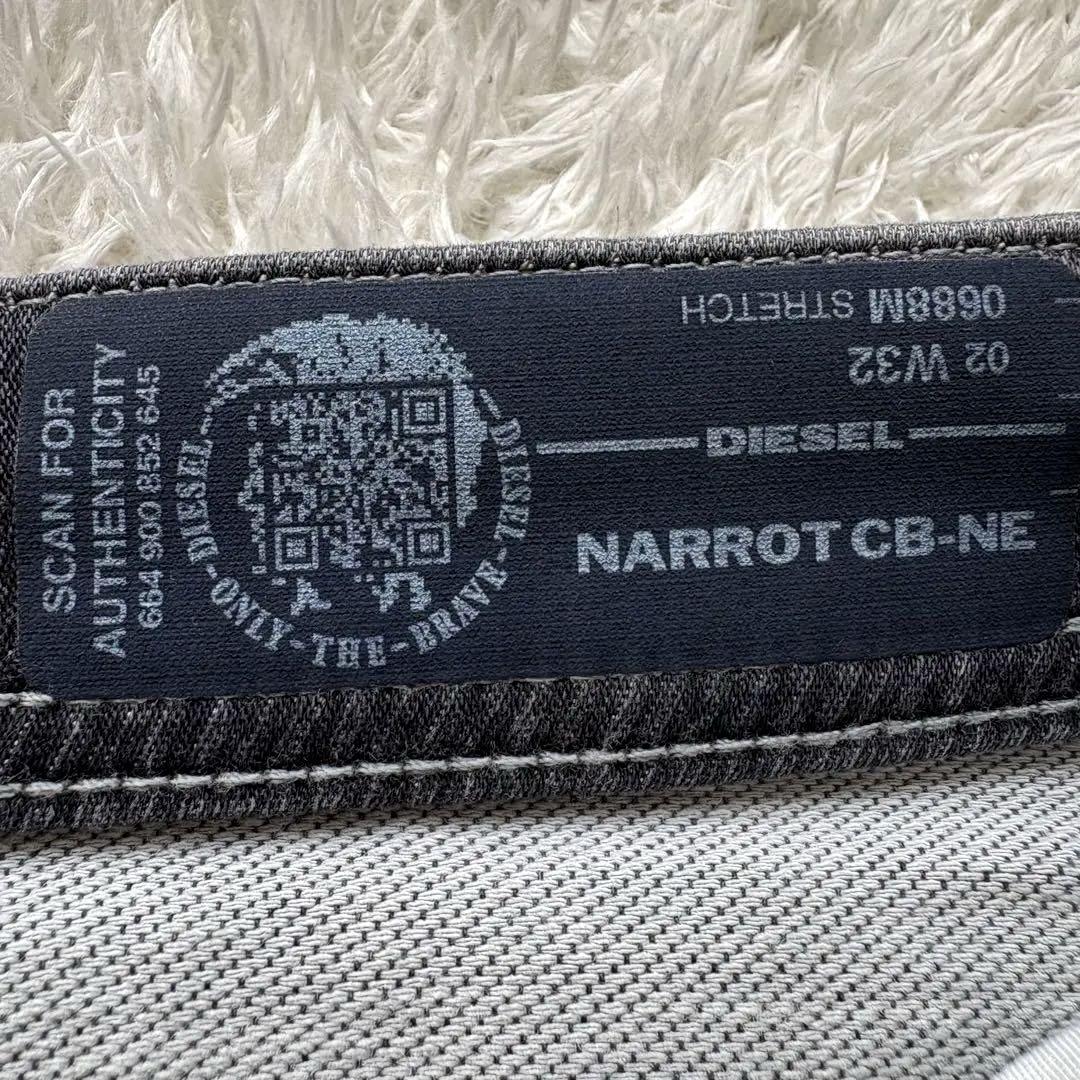 SCAN FOR
AUTHENTICITY
664 900 852 645
DIESEL-ONLY-THE-BRAVE-DIESEL
0688M STRETCH
02 W32
DIESEL
NARROT CB-NE